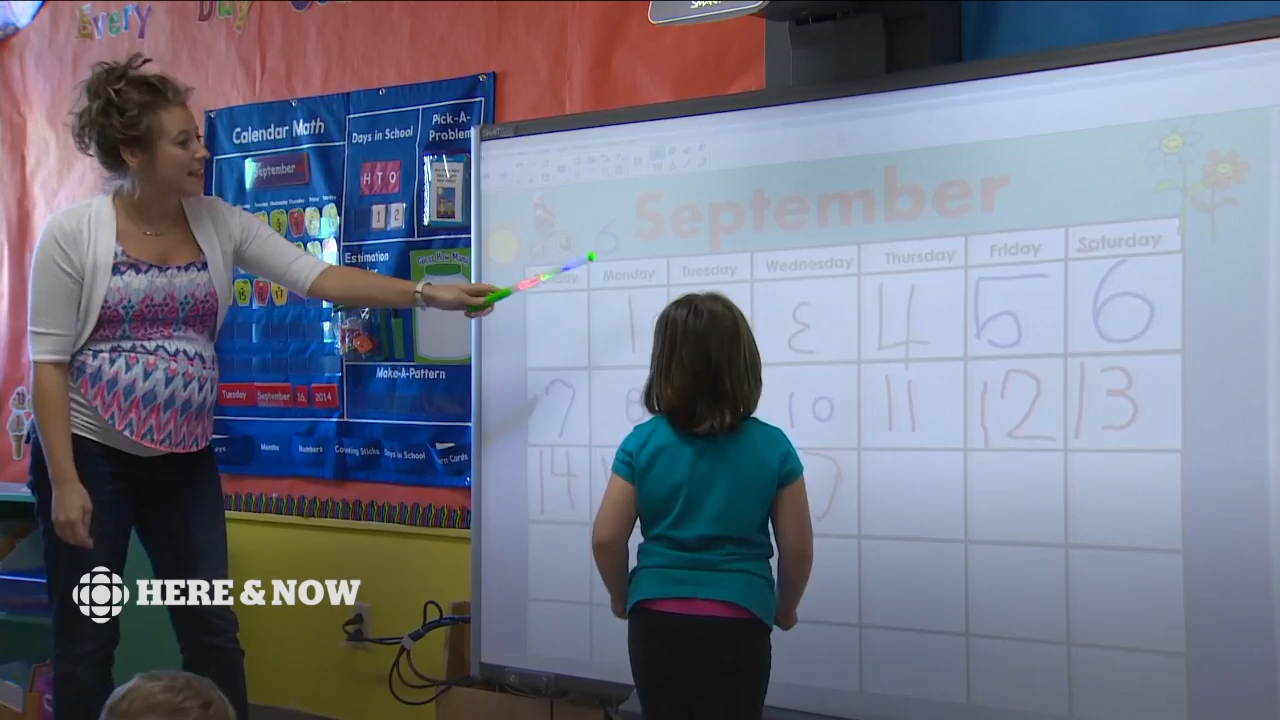 Every Day
Calendar Math
September
Days in School
H T O
1 2
Pick-A-
Problem
Estimation
Make-A-Pattern
Tuesday September 16, 2014
Months Numbers Counting Sticks Days in School
September
Monday Tuesday Wednesday Thursday Friday Saturday
1 3 4 5 6
7 8 10 11 12 13
14
HERE & NOW